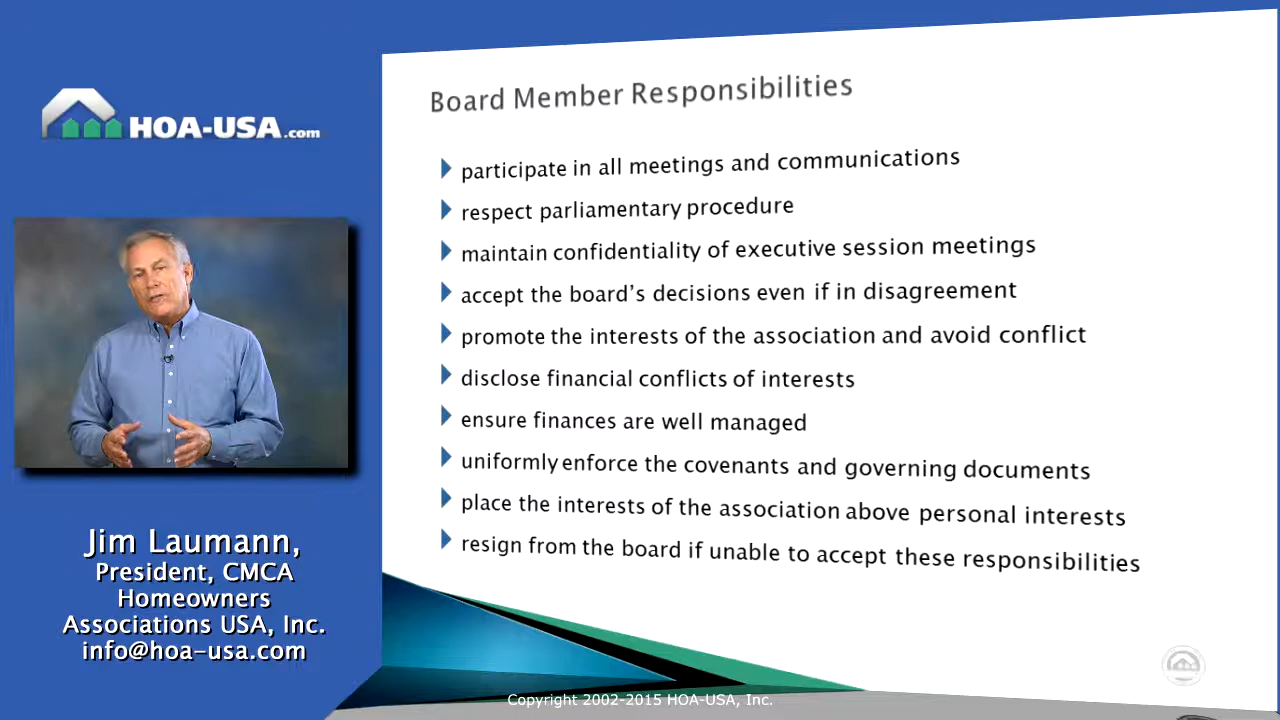 HOA-USA.com
Jim Laumann,
President, CMCA
Homeowners
Associations USA, Inc.
info@hoa-usa.com
Board Member Responsibilities
participate in all meetings and communications
respect parliamentary procedure
maintain confidentiality of executive session meetings
accept the board's decisions even if in disagreement
promote the interests of the association and avoid conflict
disclose financial conflicts of interests
ensure finances are well managed
uniformly enforce the covenants and governing documents
place the interests of the association above personal interests
resign from the board if unable to accept these responsibilities
Copyright 2002-2015 HOA-USA, Inc.